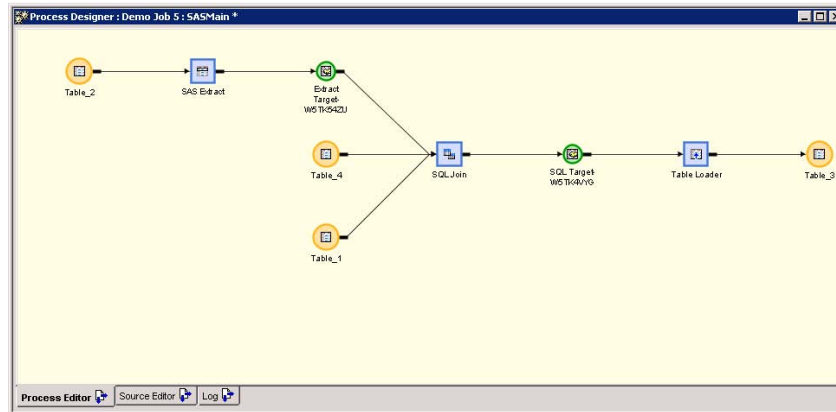 Process Designer : Demo Job 5 : SASMain *
Table_2
SAS Extract
Extract
Target-
W5TK54ZU
Table_4
SQL Join
SQL Target-
W5TK4VYG
Table Loader
Table_3
Table_1
Process Editor
Source Editor
Log